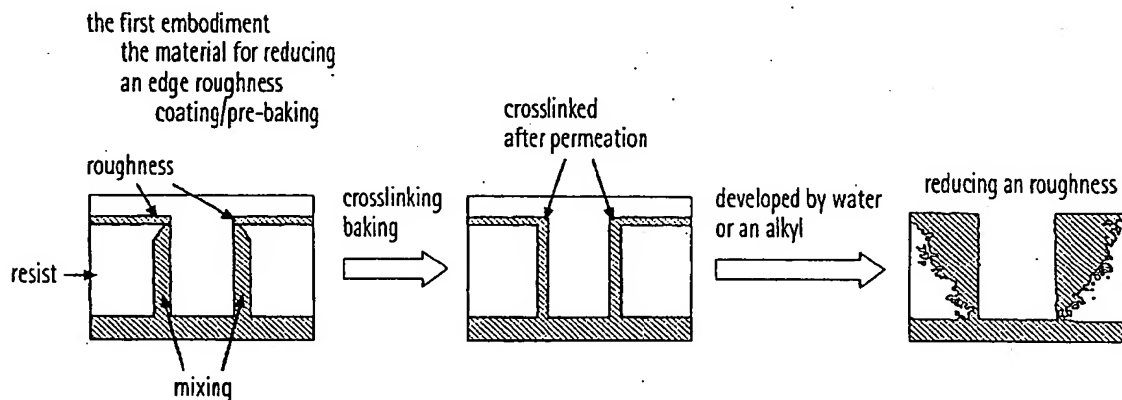 the first embodiment
the material for reducing
an edge roughness
coating/pre-baking
roughness
resist
mixing
crosslinking
baking
crosslinked
after permeation
developed by water
or an alkyl
reducing an roughness